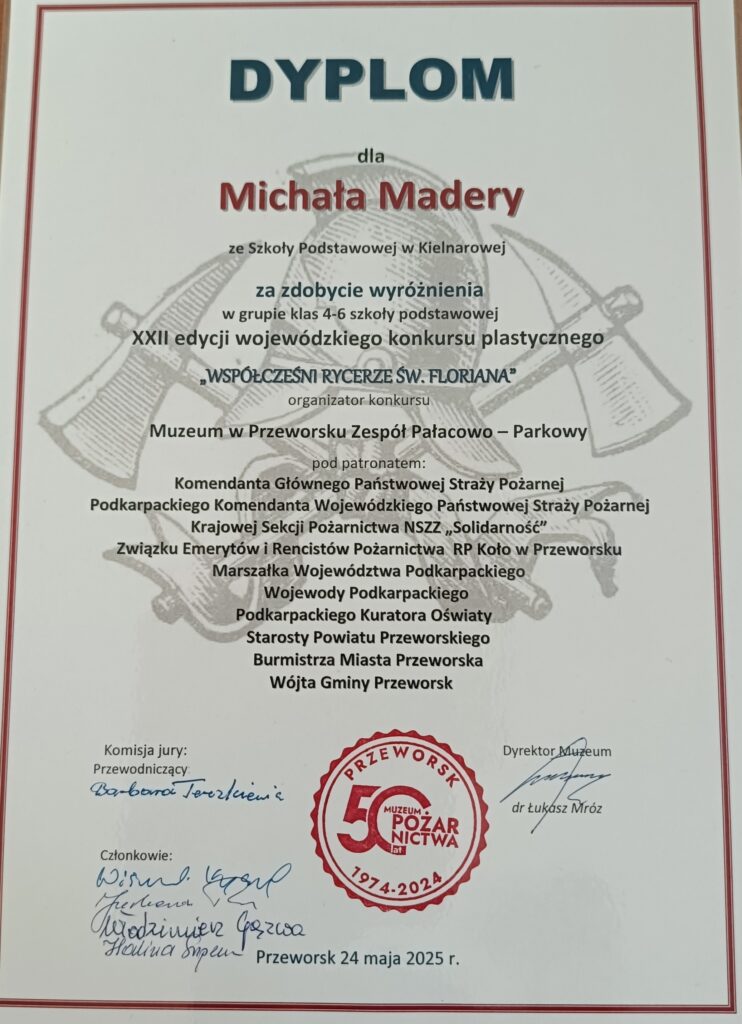 DYPLOM
dla
Michała Madery
ze Szkoły Podstawowej w Kielnarowej
za zdobycie wyróżnienia
w grupie klas 4-6 szkoły podstawowej
XXII edycji wojewódzkiego konkursu plastycznego
„WSPÓŁCZEŚNI RYCERZE ŚW. FLORIANA”
organizator konkursu
Muzeum w Przeworsku Zespół Pałacowo – Parkowy
pod patronatem:
Komendanta Głównego Państwowej Straży Pożarnej
Podkarpackiego Komendanta Wojewódzkiego Państwowej Straży Pożarnej
Krajowej Sekcji Pożarnictwa NSZZ „Solidarność”
Związku Emerytów i Rencistów Pożarnictwa RP Koło w Przeworsku
Marszałka Województwa Podkarpackiego
Wojewody Podkarpackiego
Podkarpackiego Kuratora Oświaty
Starosty Powiatu Przeworskiego
Burmistrza Miasta Przeworska
Wójta Gminy Przeworsk
Komisja jury:
Przewodniczący
Barbara
Członkowie:
Włodzimierz
Halina
PRZEWORSK
50 lat
MUZEUM
POŻAR
NICTWA
1974-2024
Dyrektor Muzeum
dr Łukasz Mróz
Przeworsk 24 maja 2025 r.